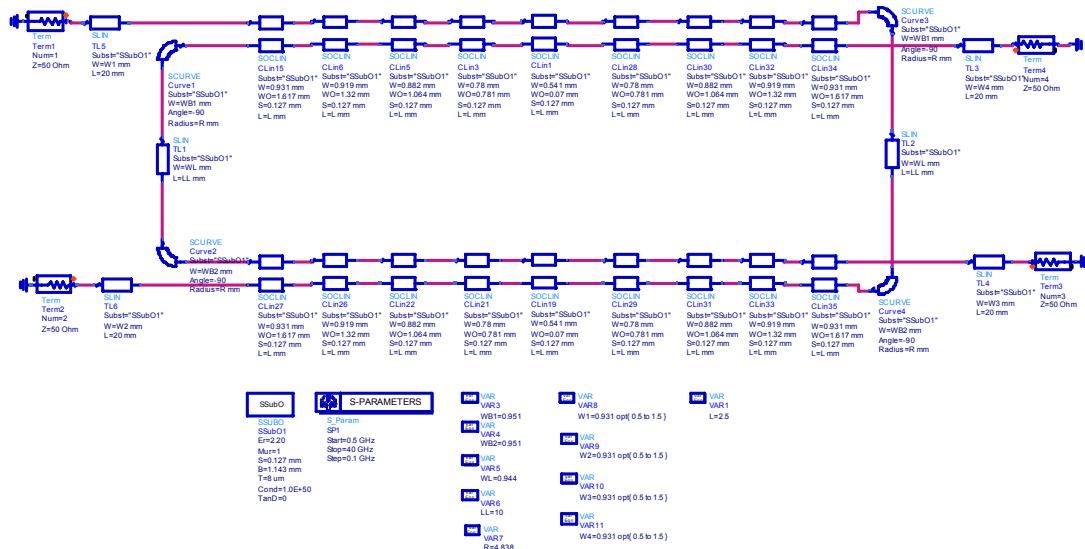 Term
Term1
Num=1
Z=50 Ohm
SLIN
TL5
Subst="SSubO1"
W=W1 mm
L=20 mm
SCURVE
Curve1
Subst="SSubO1"
W=WB1 mm
Angle=-90
Radius=R mm
SOCLIN
CLin15
Subst="SSubO1"
W=0.931 mm
WO=1.617 mm
S=0.127 mm
L=L mm
SOCLIN
CLin6
Subst="SSubO1"
W=0.919 mm
WO=1.32 mm
S=0.127 mm
L=L mm
SOCLIN
CLin5
Subst="SSubO1"
W=0.882 mm
WO=1.064 mm
S=0.127 mm
L=L mm
SOCLIN
CLin3
Subst="SSubO1"
W=0.78 mm
WO=0.781 mm
S=0.127 mm
L=L mm
SOCLIN
CLin1
Subst="SSubO1"
W=0.541 mm
WO=0.07 mm
S=0.127 mm
L=L mm
SOCLIN
CLin28
Subst="SSubO1"
W=0.78 mm
WO=0.781 mm
S=0.127 mm
L=L mm
SOCLIN
CLin30
Subst="SSubO1"
W=0.882 mm
WO=1.064 mm
S=0.127 mm
L=L mm
SOCLIN
CLin32
Subst="SSubO1"
W=0.919 mm
WO=1.32 mm
S=0.127 mm
L=L mm
SOCLIN
CLin34
Subst="SSubO1"
W=0.931 mm
WO=1.617 mm
S=0.127 mm
L=L mm
SCURVE
Curve3
Subst="SSubO1"
W=WB1 mm
Angle=-90
Radius=R mm
SLIN
TL3
Subst="SSubO1"
W=W4 mm
L=20 mm
Term
Term4
Num=4
Z=50 Ohm
SLIN
TL1
Subst="SSubO1"
W=WL mm
L=LL mm
SLIN
TL2
Subst="SSubO1"
W=WL mm
L=LL mm
SCURVE
Curve2
Subst="SSubO1"
W=WB2 mm
Angle=-90
Radius=R mm
Term
Term2
Num=2
Z=50 Ohm
SLIN
TL6
Subst="SSubO1"
W=W2 mm
L=20 mm
SOCLIN
CLin27
Subst="SSubO1"
W=0.931 mm
WO=1.617 mm
S=0.127 mm
L=L mm
SOCLIN
CLin26
Subst="SSubO1"
W=0.919 mm
WO=1.32 mm
S=0.127 mm
L=L mm
SOCLIN
CLin22
Subst="SSubO1"
W=0.882 mm
WO=1.064 mm
S=0.127 mm
L=L mm
SOCLIN
CLin21
Subst="SSubO1"
W=0.78 mm
WO=0.781 mm
S=0.127 mm
L=L mm
SOCLIN
CLin19
Subst="SSubO1"
W=0.541 mm
WO=0.07 mm
S=0.127 mm
L=L mm
SOCLIN
CLin29
Subst="SSubO1"
W=0.78 mm
WO=0.781 mm
S=0.127 mm
L=L mm
SOCLIN
CLin31
Subst="SSubO1"
W=0.882 mm
WO=1.064 mm
S=0.127 mm
L=L mm
SOCLIN
CLin33
Subst="SSubO1"
W=0.919 mm
WO=1.32 mm
S=0.127 mm
L=L mm
SOCLIN
CLin35
Subst="SSubO1"
W=0.931 mm
WO=1.617 mm
S=0.127 mm
L=L mm
SCURVE
Curve4
Subst="SSubO1"
W=WB2 mm
Angle=-90
Radius=R mm
SLIN
TL4
Subst="SSubO1"
W=W3 mm
L=20 mm
Term
Term3
Num=3
Z=50 Ohm
SSubO
SSUBO
SSubO1
Er=2.20
Mur=1
S=0.127 mm
B=1.143 mm
T=8 um
Cond=1.0E+50
TanD=0
S-PARAMETERS
S_Param
SP1
Start=0.5 GHz
Stop=40 GHz
Step=0.1 GHz
VAR
VAR3
WB1=0.951
VAR
VAR4
WB2=0.951
VAR
VAR5
WL=0.944
VAR
VAR6
LL=10
VAR
VAR7
R=4.838
VAR
VAR8
W1=0.931 opt{ 0.5 to 1.5 }
VAR
VAR9
W2=0.931 opt{ 0.5 to 1.5 }
VAR
VAR10
W3=0.931 opt{ 0.5 to 1.5 }
VAR
VAR11
W4=0.931 opt{ 0.5 to 1.5 }
VAR
VAR1
L=2.5